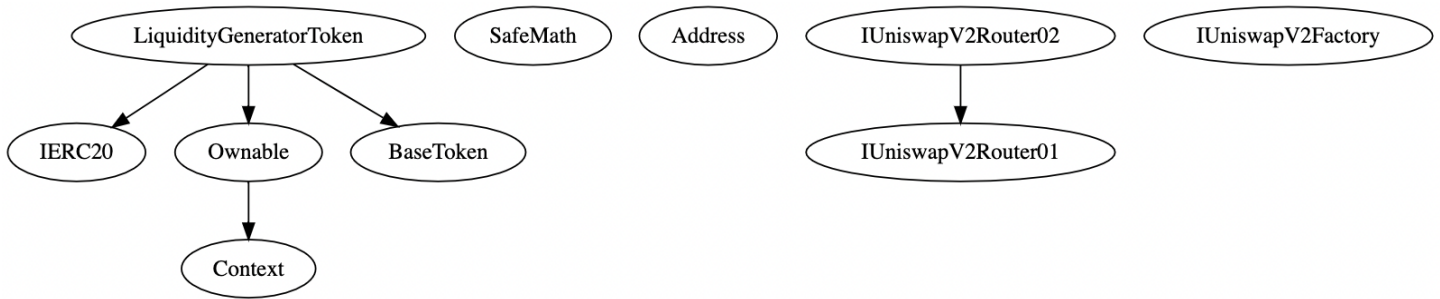 LiquidityGeneratorToken
SafeMath
Address
IUniswapV2Router02
IUniswapV2Factory
IERC20
Ownable
BaseToken
IUniswapV2Router01
Context